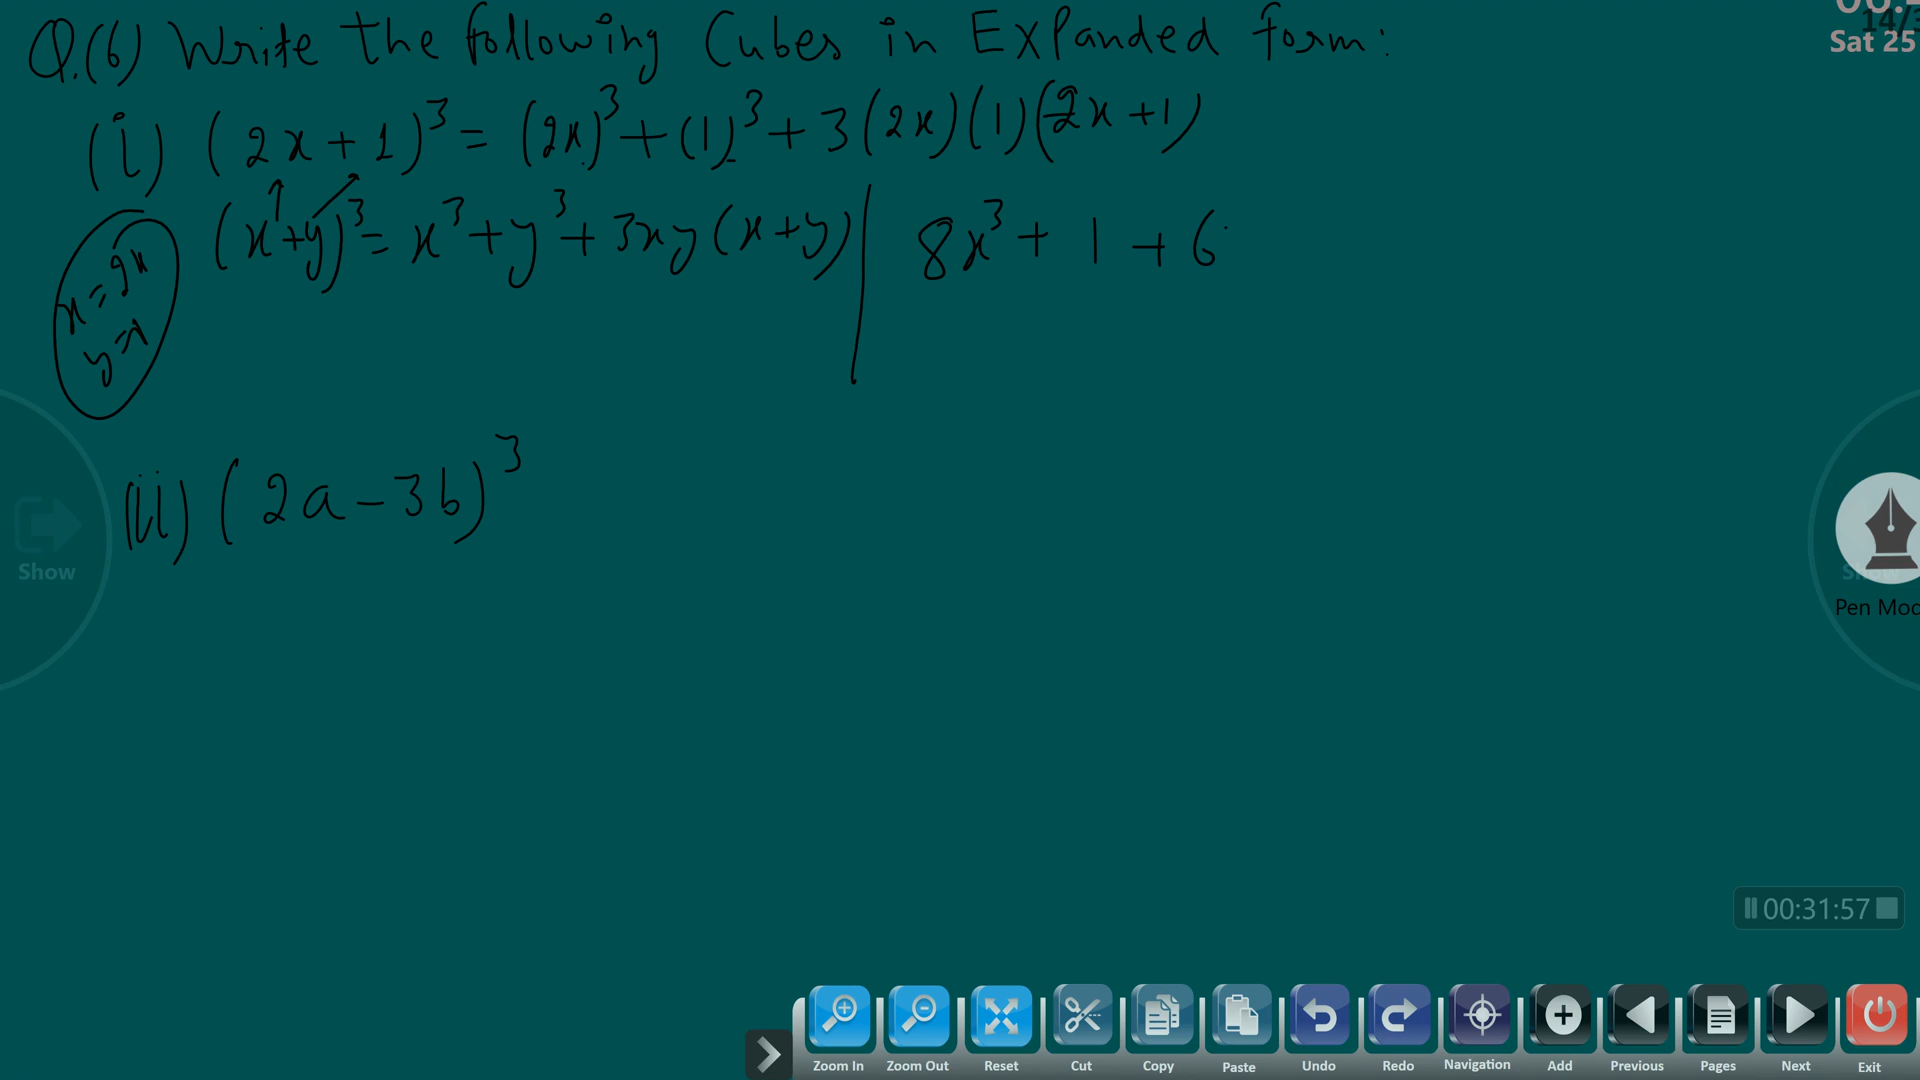 Q.(6) Write the following Cubes in Expanded form:
(i) (2x+1)³ = (2x)³+(1)³+3(2x)(1)(2x+1)
(x+y)³ = x³+y³+3xy(x+y) | 8x³+1+6
x=2x
(ii) (2a-3b)³
14/3
Sat 25
Show
Pen Mod
00:31:57
Zoom In Zoom Out Reset Cut Copy Paste Undo Redo Navigation Add Previous Pages Next Exit